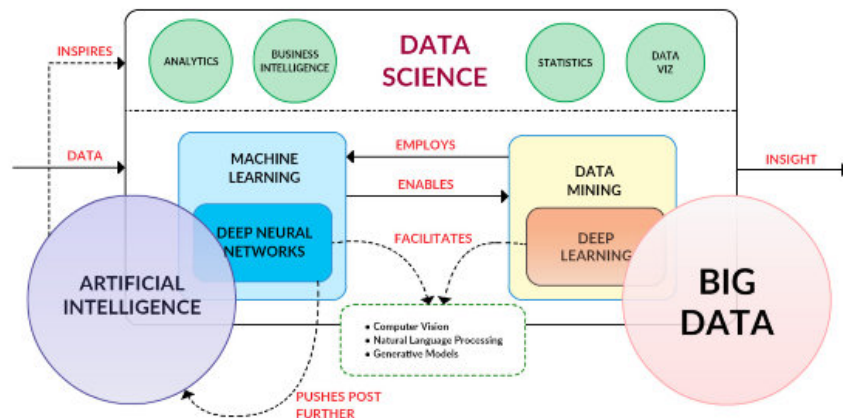 INSPIRES
ANALYTICS
BUSINESS
INTELLIGENCE
DATA
SCIENCE
STATISTICS
DATA
VIZ
DATA
MACHINE
LEARNING
EMPLOYS
ENABLES
DATA
MINING
INSIGHT
DEEP NEURAL
NETWORKS
FACILITATES
DEEP
LEARNING
ARTIFICIAL
INTELLIGENCE
BIG
DATA
• Computer Vision
• Natural Language Processing
• Generative Models
PUSHES POST
FURTHER